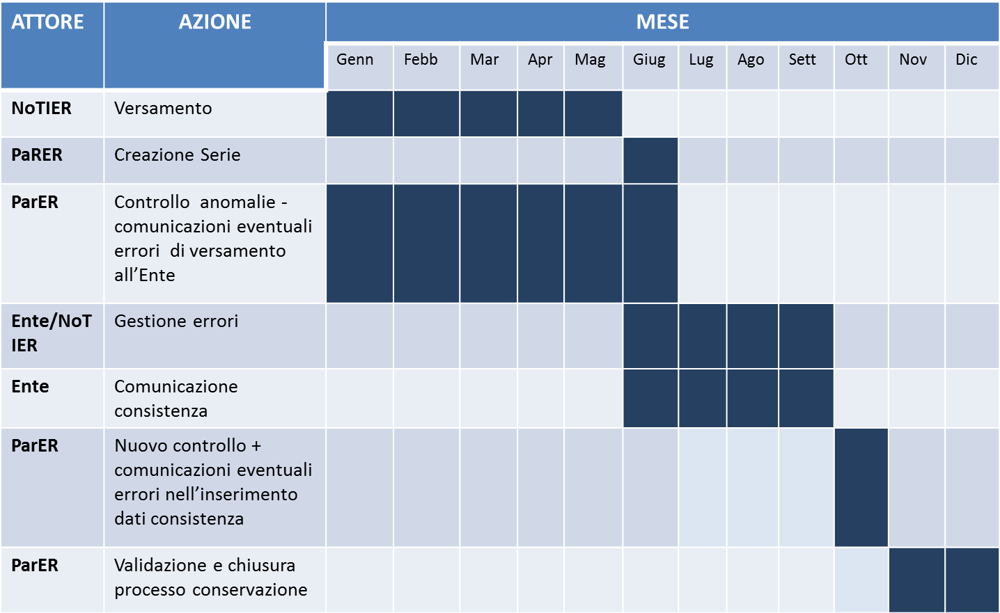 ATTORE AZIONE MESE
Genn Febb Mar Apr Mag Giug Lug Ago Sett Ott Nov Dic
NoTIER Versamento
PaRER Creazione Serie
ParER Controllo anomalie -
comunicazioni eventuali
errori di versamento
all’Ente
Ente/NoT Gestione errori
IER
Ente Comunicazione
consistenza
ParER Nuovo controllo +
comunicazioni eventuali
errori nell’inserimento
dati consistenza
ParER Validazione e chiusura
processo conservazione